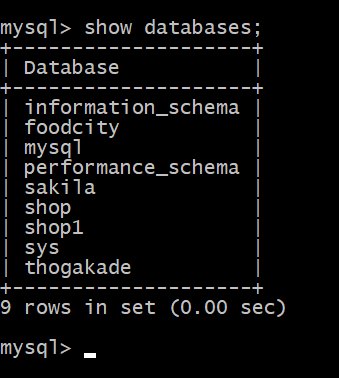 mysql> show databases;
+--------------------+
| Database           |
+--------------------+
| information_schema |
| foodcity           |
| mysql              |
| performance_schema |
| sakila             |
| shop               |
| shop1              |
| sys                |
| thogakade          |
+--------------------+
9 rows in set (0.00 sec)
mysql> _